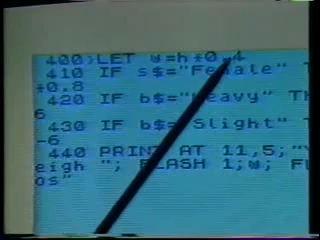 400>LET w=h*0.4
410 IF s$="Female" T
*0.8
420 IF b$="Heavy" TH
6
430 IF b$="Slight" T
-6
440 PRINT AT 11,5;"Y
eigh "; FLASH 1;w; FL
os"